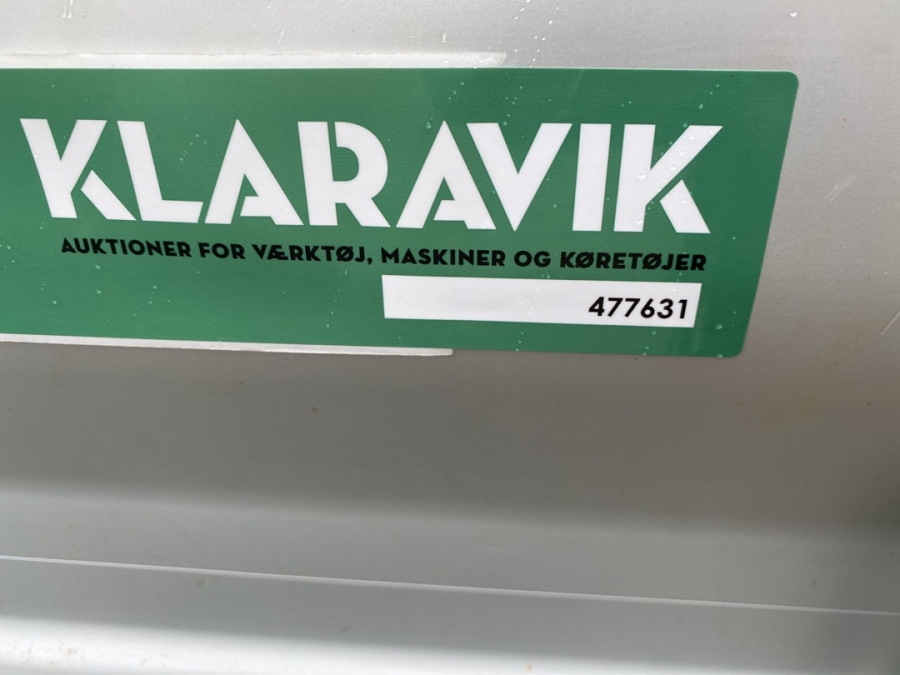 KLARAVIK
AUKTIONER FOR VÆRKTØJ, MASKINER OG KØRETØJER
477631